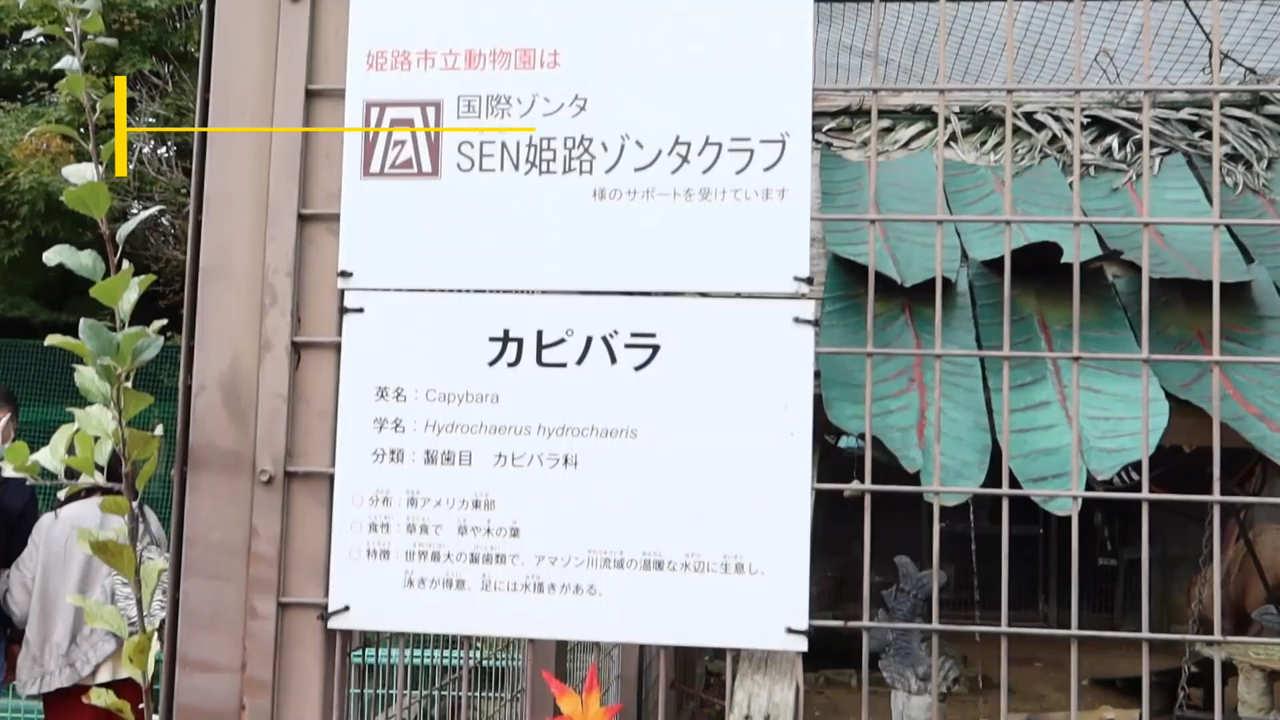 姫路市立動物園は
国際ゾンタ
SEN姫路ゾンタクラブ
様のサポートを受けています
カピバラ
英名：Capybara
学名：Hydrochaerus hydrochaeris
分類：齧歯目　カピバラ科
○ 分布：南アメリカ東部
○ 食性：草食で　草や木の葉
○ 特徴：世界最大の齧歯類で、アマゾン川流域の温暖な水辺に生息し、
泳ぎが得意。足には水掻きがある。